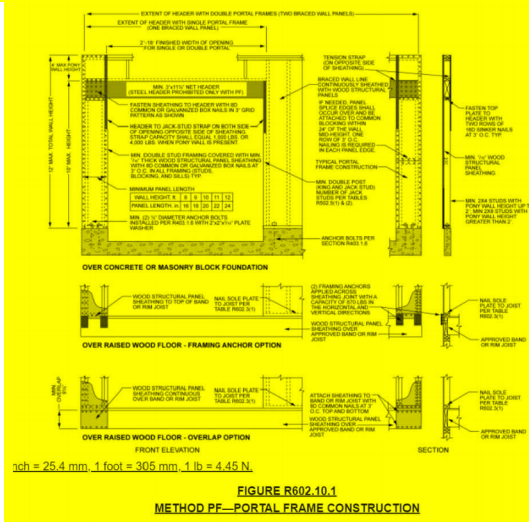 EXTENT OF HEADER WITH DOUBLE PORTAL FRAMES (TWO BRACED WALL PANELS)
EXTENT OF HEADER WITH SINGLE PORTAL FRAME
(ONE BRACED WALL PANEL)
2'-18' FINISHED WIDTH OF OPENING
FOR SINGLE OR DOUBLE PORTAL
4' MAX PONY
WALL HEIGHT
12' MAX. TOTAL WALL HEIGHT
10' MAX. HEIGHT
MIN. 3"x11¼" NET HEADER
(STEEL HEADER PROHIBITED ONLY WITH PF)
FASTEN SHEATHING TO HEADER WITH 8D
COMMON OR GALVANIZED BOX NAILS IN 3" GRID
PATTERN AS SHOWN
HEADER TO JACK-STUD STRAP ON BOTH SIDE
OF OPENING OPPOSITE SIDE OF SHEATHING.
STRAP CAPACITY SHALL EQUAL 1,000 LBS. OR
4,000 LBS. WHEN PONY WALL IS PRESENT.
MIN. DOUBLE STUD FRAMING COVERED WITH MIN.
THICK WOOD STRUCTURAL PANEL SHEATHING
WITH 8D COMMON OR GALVANIZED BOX NAILS AT
3" O.C. IN ALL FRAMING (STUDS,
BLOCKING, AND SILLS) TYP.
MINIMUM PANEL LENGTH
WALL HEIGHT, ft. 8 9 10 11 12
PANEL LENGTH, in. 16 18 20 22 24
MIN. (2) ½" DIAMETER ANCHOR BOLTS
INSTALLED PER R403.1.6 WITH PLATE
WASHER
TENSION STRAP
(ON OPPOSITE SIDE
OF SHEATHING)
BRACED WALL LINE
CONTINUOUSLY SHEATHED
WITH WOOD STRUCTURAL
PANELS
IF NEEDED, PANEL
SPLICE EDGES SHALL
OCCUR OVER AND BE
ATTACHED TO COMMON
BLOCKING WITHIN
24" OF THE WALL
MID-HEIGHT. ONE
ROW OF 3" O.C.
NAILING IS REQUIRED
IN EACH PANEL EDGE.
TYPICAL PORTAL
FRAME CONSTRUCTION
MIN. DOUBLE POST
(KING AND JACK STUD).
NUMBER OF JACK
STUDS PER TABLES
R602.5(1) & (2).
ANCHOR BOLTS PER
SECTION R403.1.6
FASTEN TOP
PLATE TO
HEADER WITH
TWO ROWS OF
16D SINKER NAILS
AT 3" O.C. TYP.
WOOD
STRUCTURAL
PANEL
SHEATHING
MIN. 2X4 STUDS WITH
PONY WALL HEIGHT UP TO
2', MIN.2X6 STUDS WITH
PONY WALL HEIGHT
GREATER THAN 2'
OVER CONCRETE OR MASONRY BLOCK FOUNDATION
WOOD STRUCTURAL PANEL
SHEATHING TO TOP OF BAND
OR RIM JOIST
NAIL SOLE PLATE
TO JOIST PER
TABLE R602.3(1)
(2) FRAMING ANCHORS
APPLIED ACROSS
SHEATHING JOINT WITH A
CAPACITY OF 670 LBS IN
THE HORIZONTAL AND
VERTICAL DIRECTIONS
WOOD STRUCTURAL PANEL
SHEATHING OVER
APPROVED BAND OR RIM JOIST
NAIL SOLE
PLATE TO JOIST
PER TABLE
R602.3(1)
APPROVED BAND
OR RIM JOIST
OVER RAISED WOOD FLOOR - FRAMING ANCHOR OPTION
MIN.
OVERLAP
WOOD STRUCTURAL PANEL
SHEATHING CONTINUOUS
OVER BAND OR RIM JOIST
NAIL SOLE PLATE
TO JOIST PER
TABLE R602.3(1)
ATTACH SHEATHING TO
BAND OR RIM JOIST WITH
8D COMMON NAILS AT 3"
O.C. TOP AND BOTTOM
WOOD STRUCTURAL PANEL
SHEATHING OVER
APPROVED BAND OR RIM
JOIST
NAIL SOLE
PLATE TO JOIST
PER TABLE
R602.3(1)
APPROVED BAND
OR RIM JOIST
OVER RAISED WOOD FLOOR - OVERLAP OPTION
FRONT ELEVATION
SECTION
nch = 25.4 mm, 1 foot = 305 mm, 1 lb = 4.45 N.
FIGURE R602.10.1
METHOD PF—PORTAL FRAME CONSTRUCTION